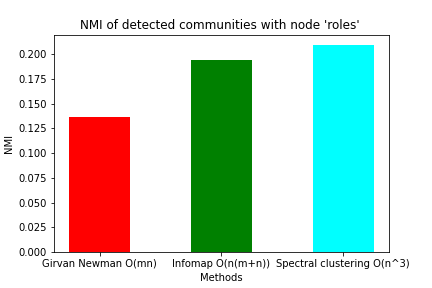 NMI of detected communities with node 'roles'
0.200
0.175
0.150
0.125
0.100
0.075
0.050
0.025
0.000
NMI
Girvan Newman O(mn)
Infomap O(n(m+n))
Spectral clustering O(n^3)
Methods